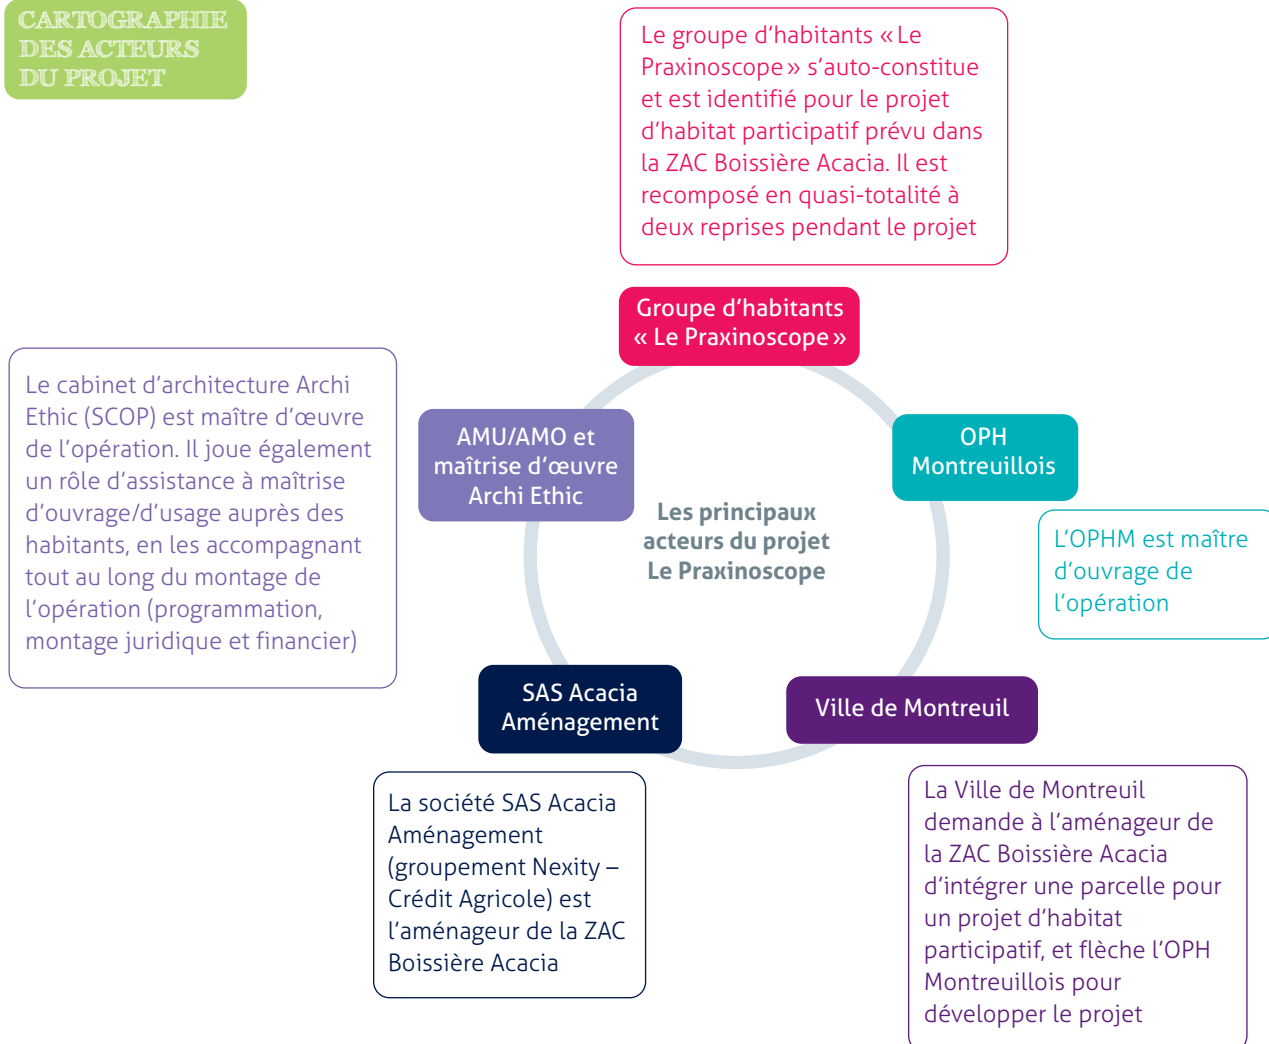 CARTOGRAPHIE
DES ACTEURS
DU PROJET
Le groupe d'habitants « Le
Praxinoscope » s'auto-constitue
et est identifié pour le projet
d'habitat participatif prévu dans
la ZAC Boissière Acacia. Il est
recomposé en quasi-totalité à
deux reprises pendant le projet
Groupe d'habitants
« Le Praxinoscope »
Le cabinet d'architecture Archi
Ethic (SCOP) est maître d'œuvre
de l'opération. Il joue également
un rôle d'assistance à maîtrise
d'ouvrage/d'usage auprès des
habitants, en les accompagnant
tout au long du montage de
l'opération (programmation,
montage juridique et financier)
AMU/AMO et
maîtrise d'œuvre
Archi Ethic
OPH
Montreuillois
Les principaux
acteurs du projet
Le Praxinoscope
L'OPHM est maître
d'ouvrage de
l'opération
SAS Acacia
Aménagement
Ville de Montreuil
La société SAS Acacia
Aménagement
(groupement Nexity –
Crédit Agricole) est
l'aménageur de la ZAC
Boissière Acacia
La Ville de Montreuil
demande à l'aménageur de
la ZAC Boissière Acacia
d'intégrer une parcelle pour
un projet d'habitat
participatif, et flèche l'OPH
Montreuillois pour
développer le projet